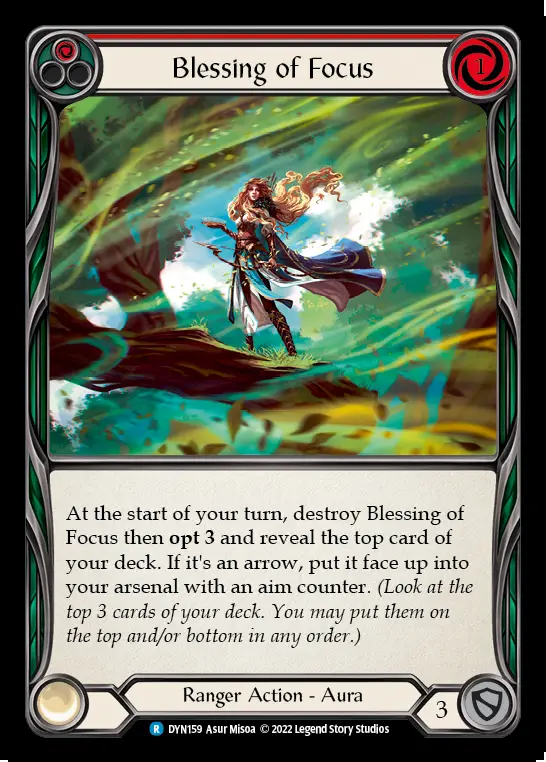 Blessing of Focus
1
At the start of your turn, destroy Blessing of
Focus then opt 3 and reveal the top card of
your deck. If it's an arrow, put it face up into
your arsenal with an aim counter. (Look at the
top 3 cards of your deck. You may put them on
the top and/or bottom in any order.)
Ranger Action - Aura
3
R DYN159 Asur Misoa © 2022 Legend Story Studios